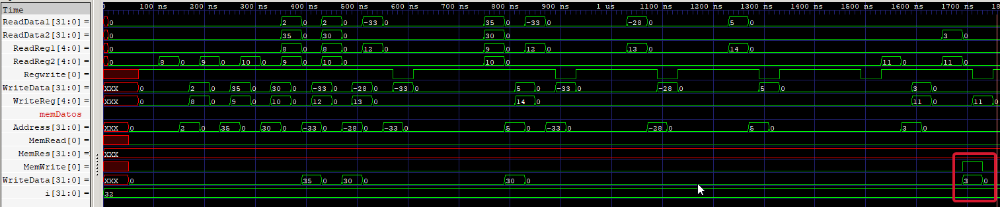 Time 0 100 ns 200 ns 300 ns 400 ns 500 ns 600 ns 700 ns 800 ns 900 ns 1 us 1100 ns 1200 ns 1300 ns 1400 ns 1500 ns 1600 ns 1700 ns 18
ReadData1[31:0] = 0 2 0 2 0 -33 0 35 0 -33 0 -28 0 5 0
ReadData2[31:0] = 0 35 0 30 0 30 0 3 0
ReadReg1[4:0] = 0 8 0 8 0 12 0 9 0 12 0 13 0 14 0
ReadReg2[4:0] = 0 8 0 9 0 10 0 9 0 10 0 10 0 11 0 11 0
Regwrite[0] =
WriteData[31:0] = XXX 0 2 0 35 0 30 0 -33 0 -28 0 -33 0 5 0 -33 0 -28 0 5 0 3 0
WriteReg[4:0] = XXX 0 8 0 9 0 10 0 12 0 13 0 14 0 11 0 11 0
memDatos
Address[31:0] = XXX 0 2 0 35 0 30 0 -33 0 -28 0 -33 0 5 0 -33 0 -28 0 5 0 3 0
MemRead[0] =
MemRes[31:0] = XXX
MemWrite[0] =
WriteData[31:0] = XXX 0 35 0 30 0 30 0 3 0
i[31:0] = 32